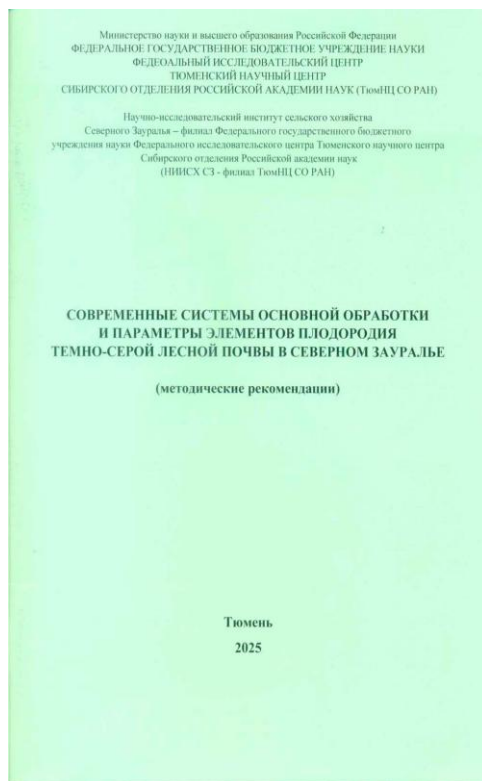 Министерство науки и высшего образования Российской Федерации
ФЕДЕРАЛЬНОЕ ГОСУДАРСТВЕННОЕ БЮДЖЕТНОЕ УЧРЕЖДЕНИЕ НАУКИ
ФЕДЕОАЛЬНЫЙ ИССЛЕДОВАТЕЛЬСКИЙ ЦЕНТР
ТЮМЕНСКИЙ НАУЧНЫЙ ЦЕНТР
СИБИРСКОГО ОТДЕЛЕНИЯ РОССИЙСКОЙ АКАДЕМИИ НАУК (ТюмНЦ СО РАН)
Научно-исследовательский институт сельского хозяйства
Северного Зауралья – филиал Федерального государственного бюджетного
учреждения науки Федерального исследовательского центра Тюменского научного центра
Сибирского отделения Российской академии наук
(НИИСХ СЗ - филиал ТюмНЦ СО РАН)
СОВРЕМЕННЫЕ СИСТЕМЫ ОСНОВНОЙ ОБРАБОТКИ
И ПАРАМЕТРЫ ЭЛЕМЕНТОВ ПЛОДОРОДИЯ
ТЕМНО-СЕРОЙ ЛЕСНОЙ ПОЧВЫ В СЕВЕРНОМ ЗАУРАЛЬЕ
(методические рекомендации)
Тюмень
2025